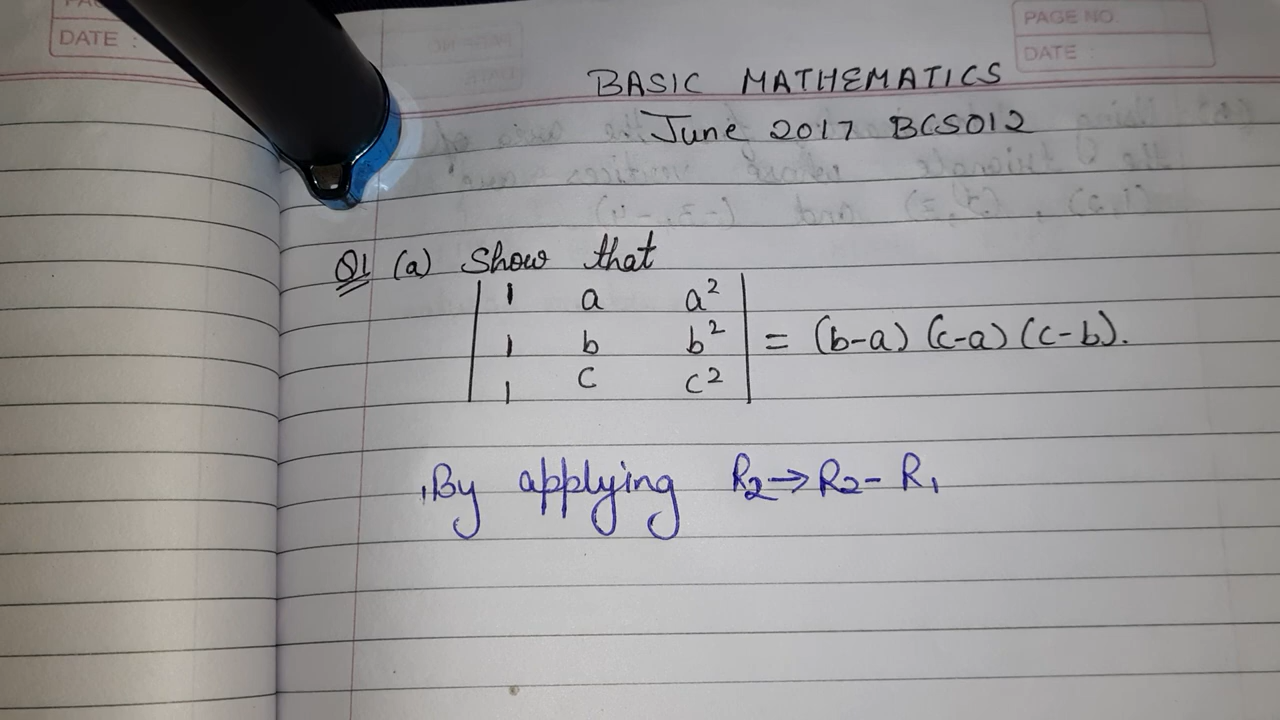 PA
DATE :
PAGE NO.
DATE :
BASIC MATHEMATICS
June 2017 BCS012
Q1 (a) Show that
| 1 a a² |
| 1 b b² | = (b-a) (c-a) (c-b).
| 1 c c² |
By applying R₂→R₂-R₁